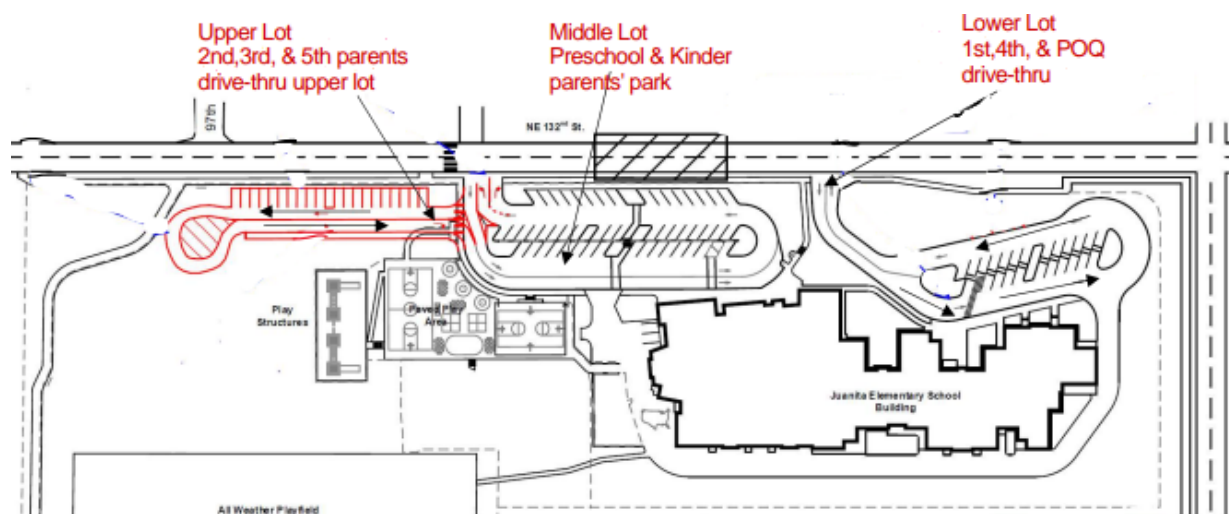 Upper Lot
2nd,3rd, & 5th parents
drive-thru upper lot
Middle Lot
Preschool & Kinder
parents' park
Lower Lot
1st,4th, & POQ
drive-thru
97th
NE 132nd St.
Play
Structures
Paved Play
Area
Juanita Elementary School
Building
All Weather Playfield